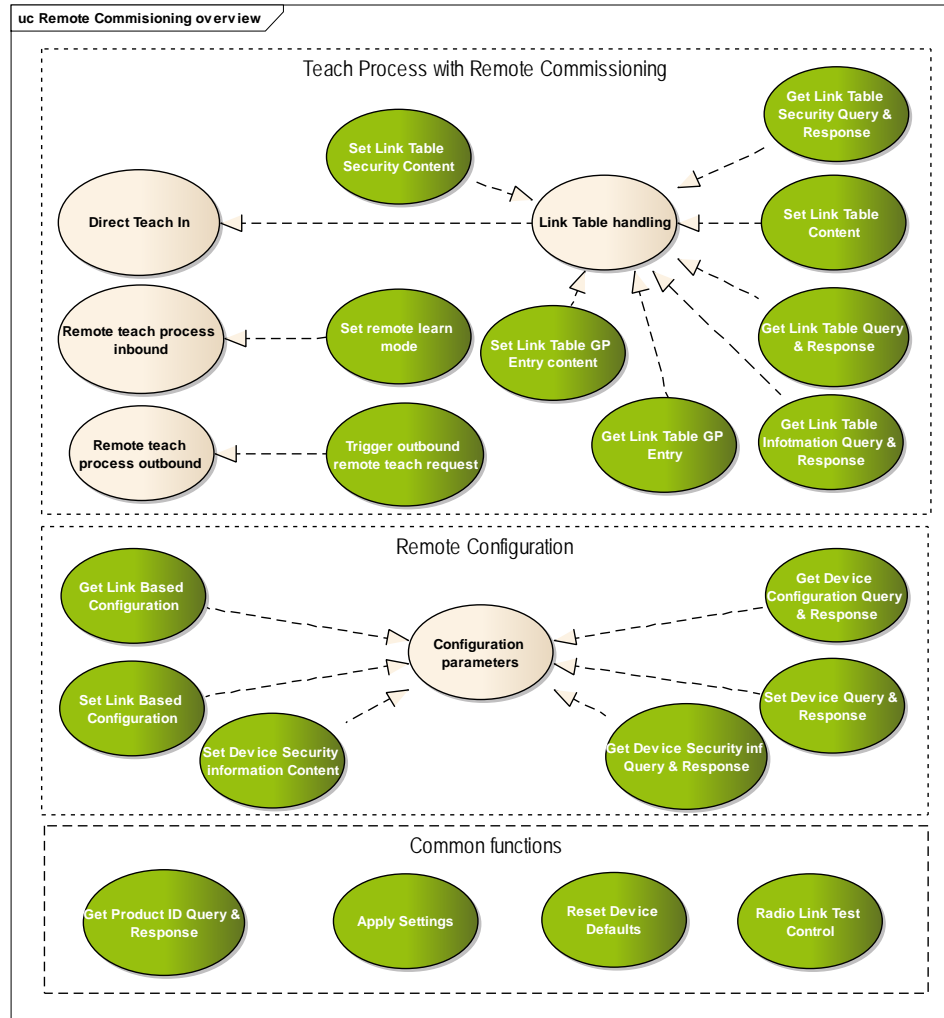 uc Remote Commisioning overview
Teach Process with Remote Commissioning
Get Link Table
Security Query &
Response
Set Link Table
Security Content
Direct Teach In
Link Table handling
Set Link Table
Content
Remote teach process
inbound
Set remote learn
mode
Set Link Table GP
Entry content
Get Link Table Query
& Response
Remote teach
process outbound
Trigger outbound
remote teach request
Get Link Table GP
Entry
Get Link Table
Infotmation Query &
Response
Remote Configuration
Get Link Based
Configuration
Get Device
Configuration Query
& Response
Configuration
parameters
Set Link Based
Configuration
Set Device Query &
Response
Set Device Security
information Content
Get Device Security inf
Query & Response
Common functions
Get Product ID Query &
Response
Apply Settings
Reset Device
Defaults
Radio Link Test
Control